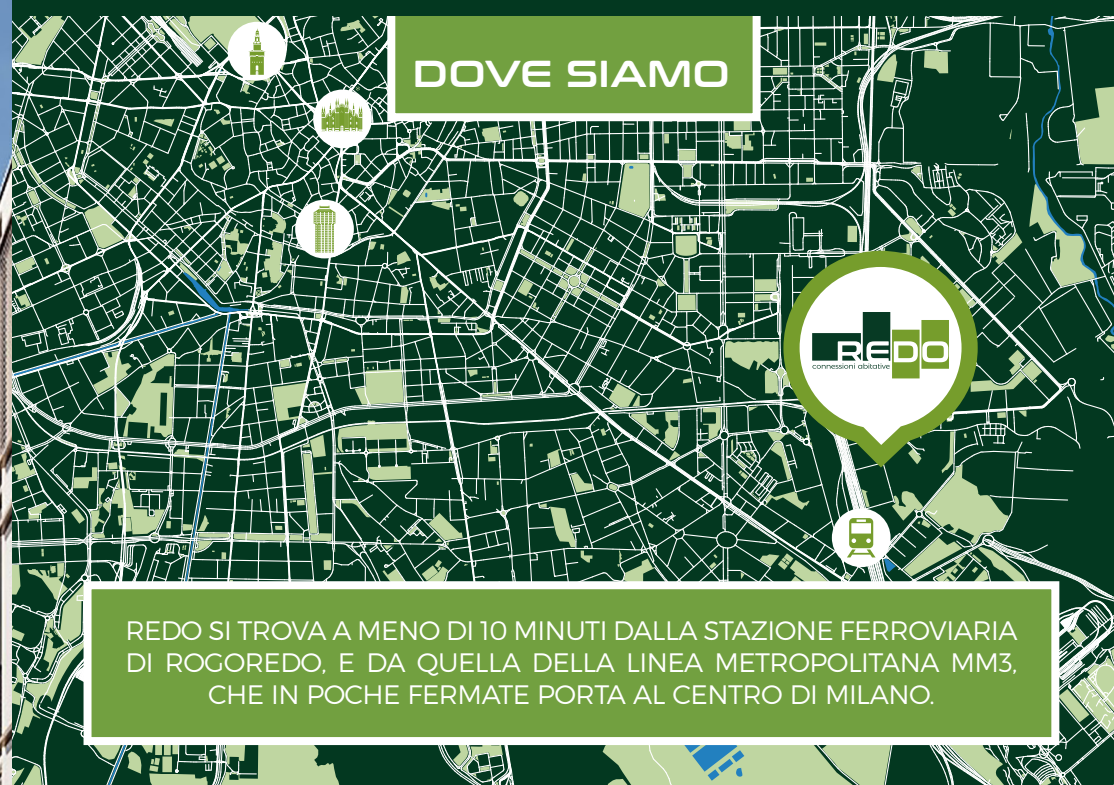 DOVE SIAMO
REDO
connessioni abitative
REDO SI TROVA A MENO DI 10 MINUTI DALLA STAZIONE FERROVIARIA
DI ROGOREDO, E DA QUELLA DELLA LINEA METROPOLITANA MM3,
CHE IN POCHE FERMATE PORTA AL CENTRO DI MILANO.